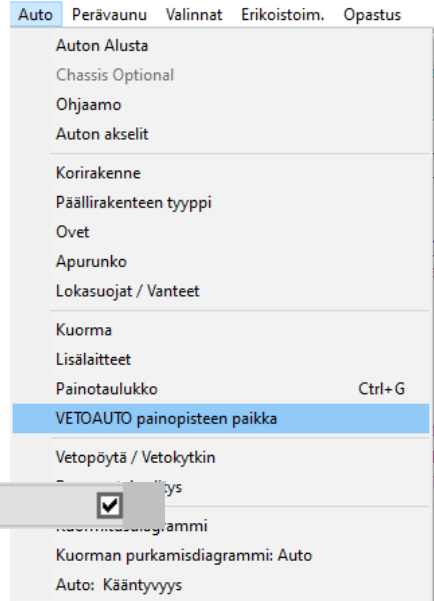 Auto Perävaunu Valinnat Erikoistoim. Opastus
Auton Alusta
Chassis Optional
Ohjaamo
Auton akselit
Korirakenne
Päällirakenteen tyyppi
Ovet
Apurunko
Lokasuojat / Vanteet
Kuorma
Lisälaitteet
Painotaulukko Ctrl+G
VETOAUTO painopisteen paikka
Vetopöytä / Vetokytkin
Kuorman purkamisdiagrammi: Auto
Auto: Kääntyvyys